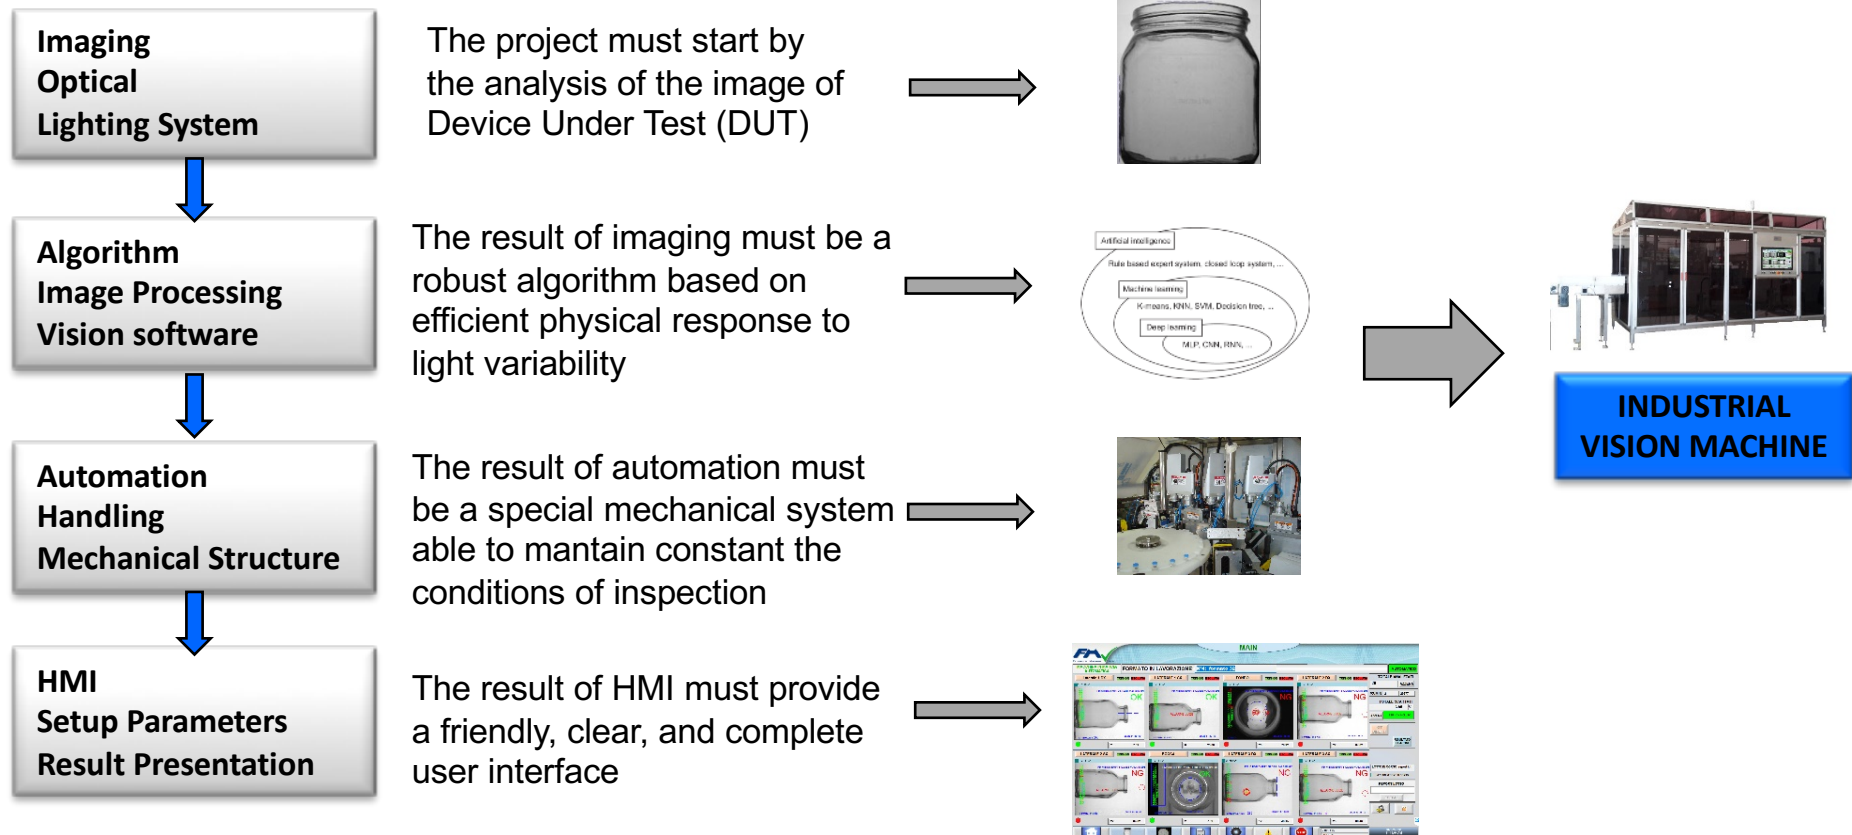 Imaging
Optical
Lighting System
The project must start by
the analysis of the image of
Device Under Test (DUT)
Algorithm
Image Processing
Vision software
The result of imaging must be a
robust algorithm based on
efficient physical response to
light variability
Artificial intelligence
Rule based expert system, closed loop system, ...
Machine learning
K-means, KNN, SVM, Decision tree, ...
Deep learning
MLP, CNN, RNN, ...
INDUSTRIAL
VISION MACHINE
Automation
Handling
Mechanical Structure
The result of automation must
be a special mechanical system
able to mantain constant the
conditions of inspection
HMI
Setup Parameters
Result Presentation
The result of HMI must provide
a friendly, clear, and complete
user interface
MAIN
FORMATO IN LAVORAZIONE
OK
OK
NG
NG
NG
OK
NG